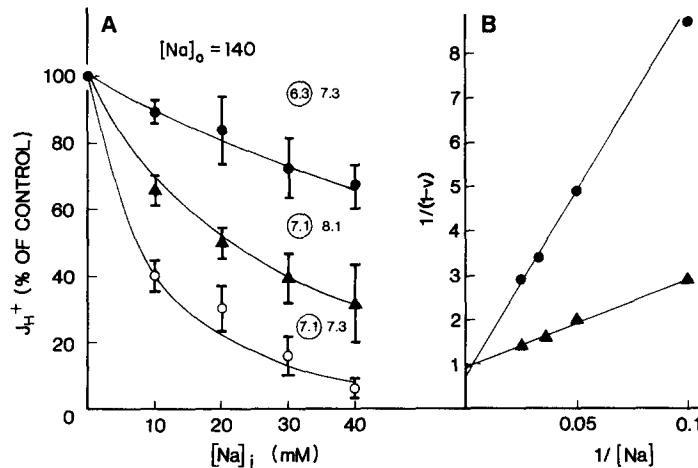 A
[Na]o = 140
J_H+ (% OF CONTROL)
100
80
60
40
20
0
6.3 7.3
7.1 8.1
7.1 7.3
10 20 30 40
[Na]i (mM)
B
1/(1-v)
8
7
6
5
4
3
2
1
0.05 0.1
1/[Na]